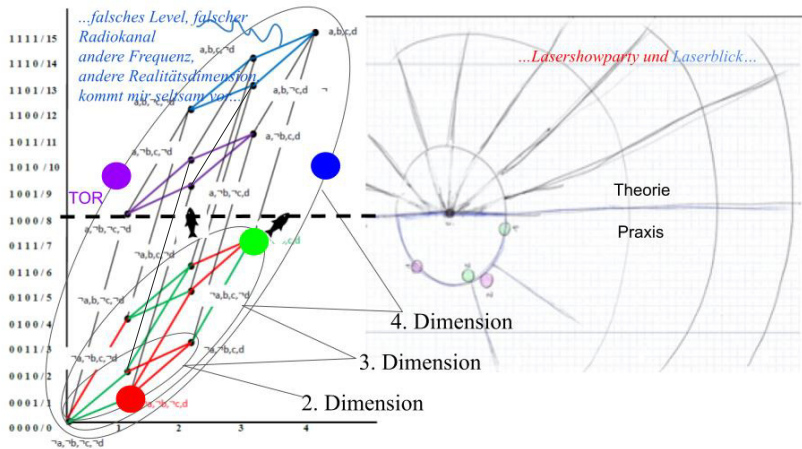 ...falsches Level, falscher
Radiokanal
andere Frequenz,
andere Realitätsdimension,
kommt mir seltsam vor...
...Lasershowparty und Laserblick...
1111/15
1110/14
1101/13
1100/12
1011/11
1010/10
1001/9
1000/8
0111/7
0110/6
0101/5
0100/4
0011/3
0010/2
0001/1
0000/0
a,b,c,d
a,b,c,¬d
a,b,¬c,d
a,b,¬c,¬d
a,¬b,c,d
a,¬b,c,¬d
a,¬b,¬c,d
a,¬b,¬c,¬d
TOR
¬a,b,c,¬d
¬a,b,¬c,d
¬a,b,¬c,¬d
¬a,¬b,c,d
¬a,¬b,c,¬d
¬a,¬b,¬c,¬d
1
2
3
4
Theorie
Praxis
4. Dimension
3. Dimension
2. Dimension